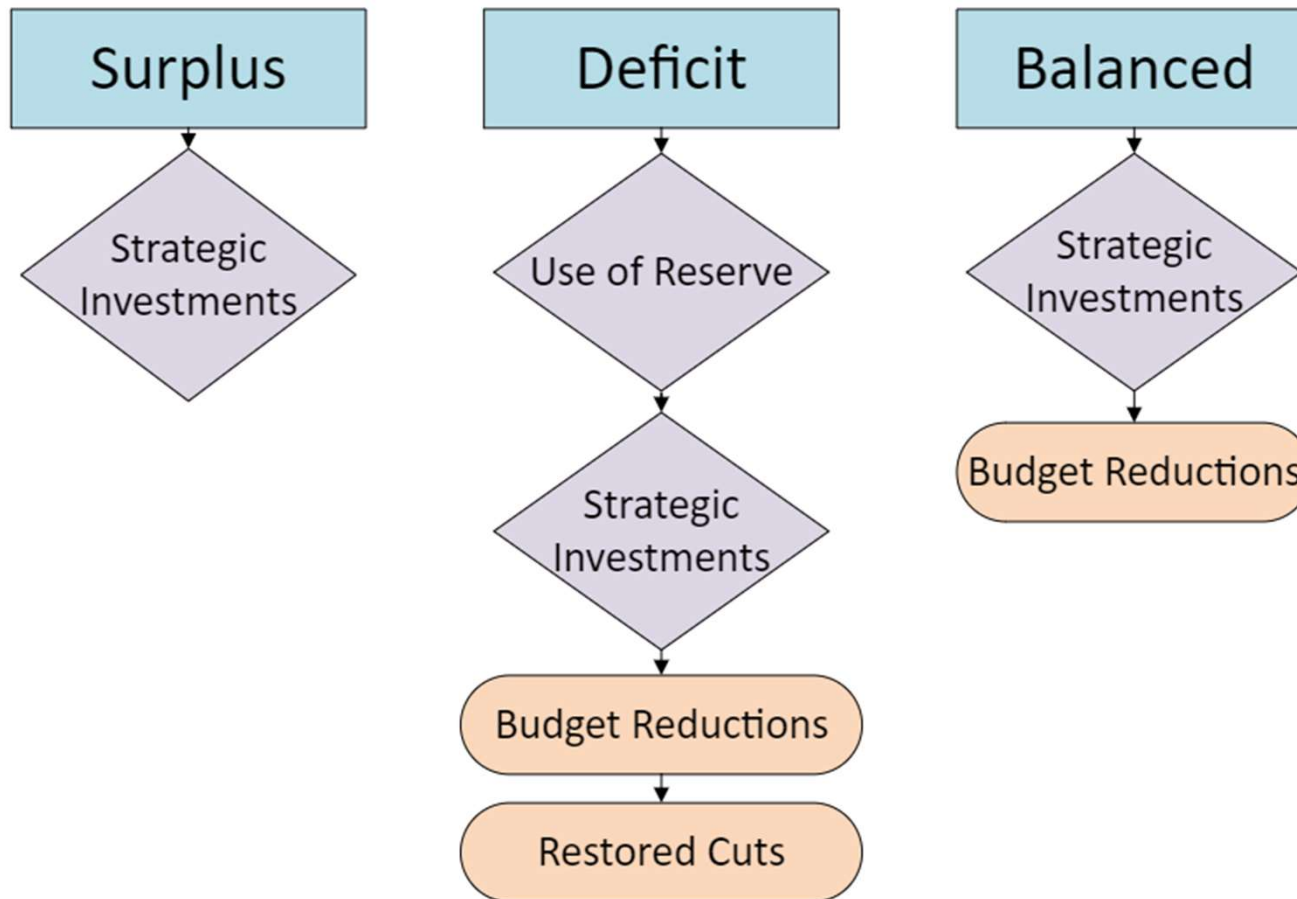 Surplus
Strategic
Investments
Deficit
Use of Reserve
Strategic
Investments
Budget Reductions
Restored Cuts
Balanced
Strategic
Investments
Budget Reductions